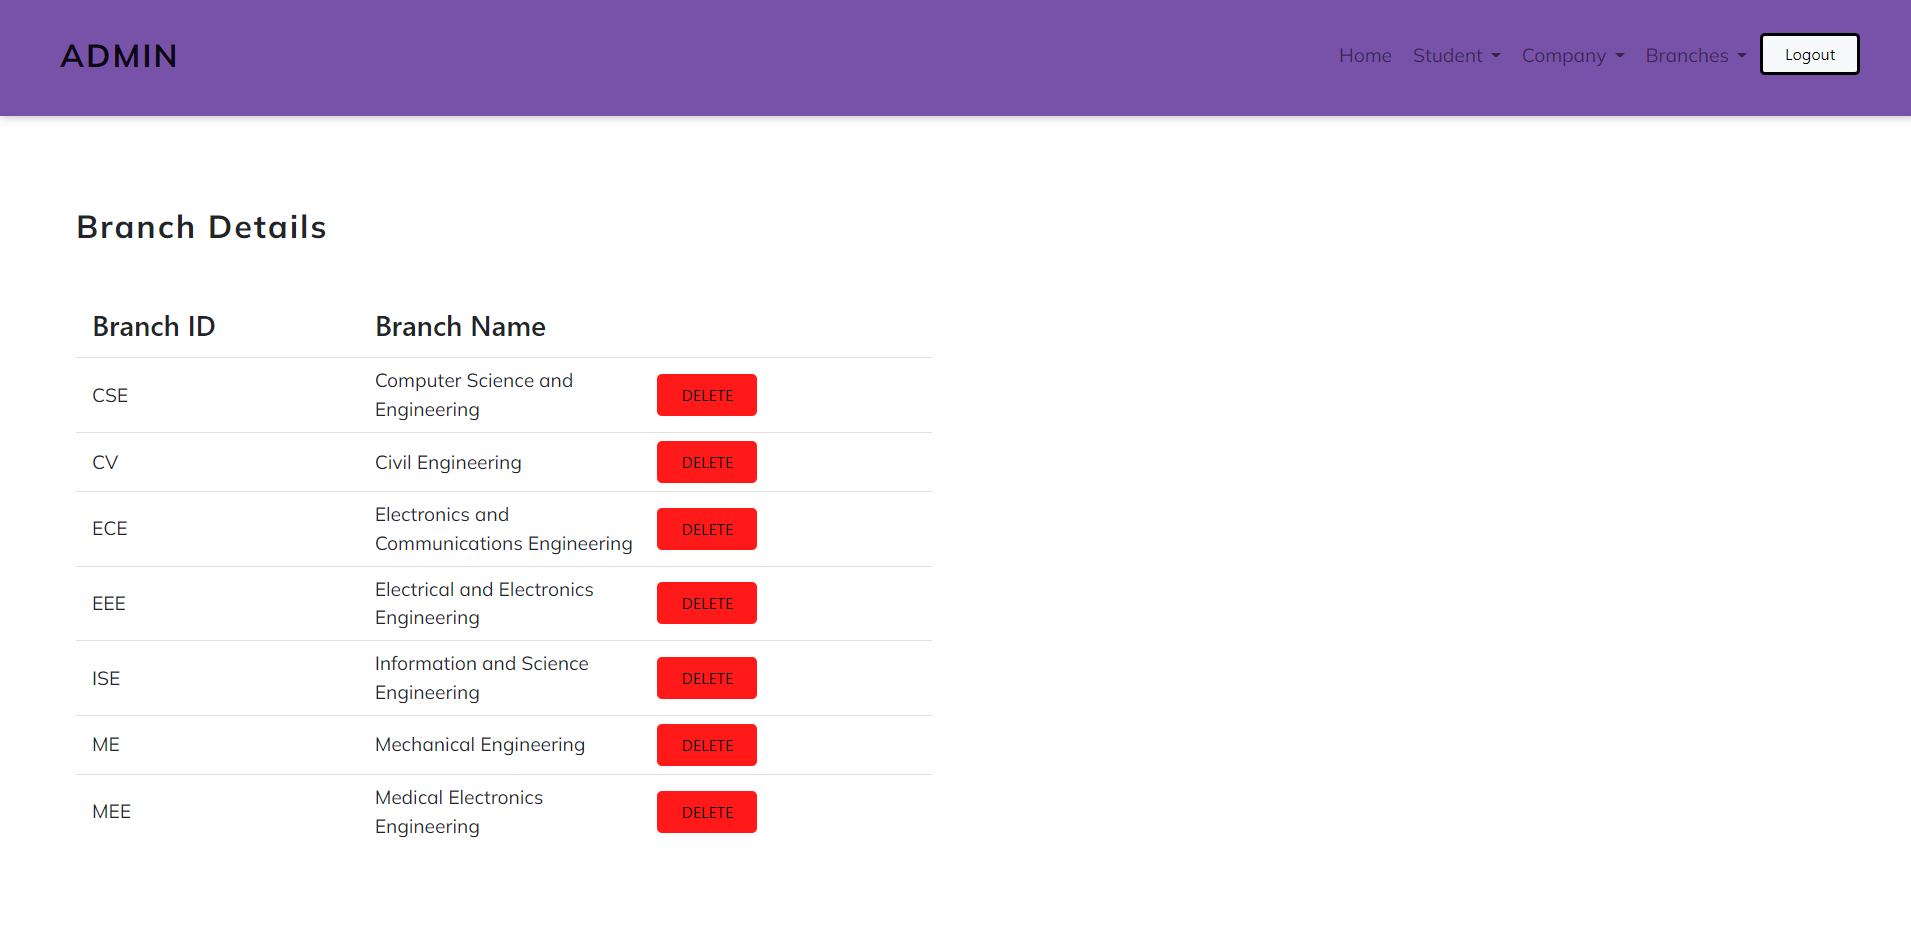 ADMIN
Home Student Company Branches Logout
Branch Details
Branch ID Branch Name
CSE Computer Science and Engineering DELETE
CV Civil Engineering DELETE
ECE Electronics and Communications Engineering DELETE
EEE Electrical and Electronics Engineering DELETE
ISE Information and Science Engineering DELETE
ME Mechanical Engineering DELETE
MEE Medical Electronics Engineering DELETE